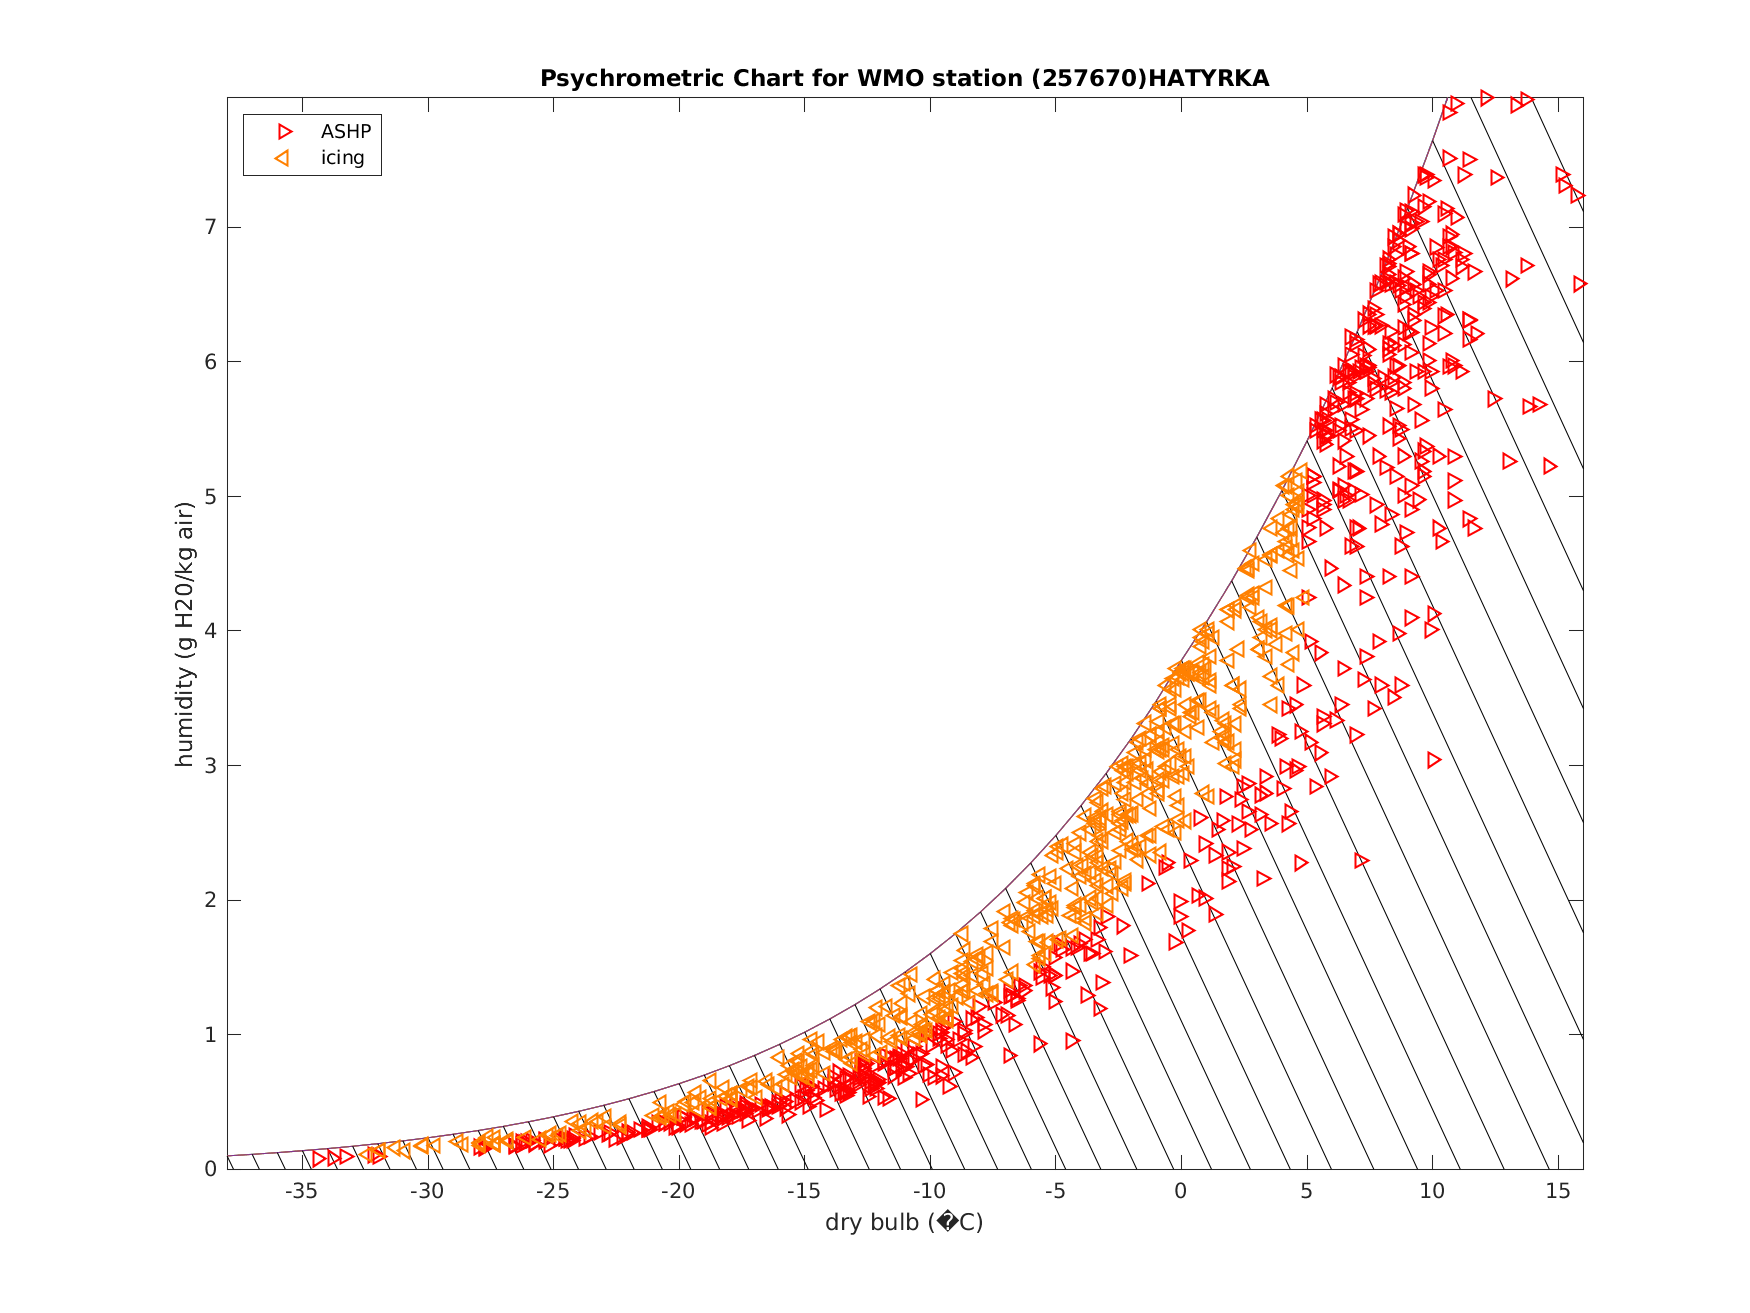 Psychrometric Chart for WMO station (257670)HATYRKA
ASHP
icing
humidity (g H20/kg air)
7
6
5
4
3
2
1
0
-35 -30 -25 -20 -15 -10 -5 0 5 10 15
dry bulb (�C)